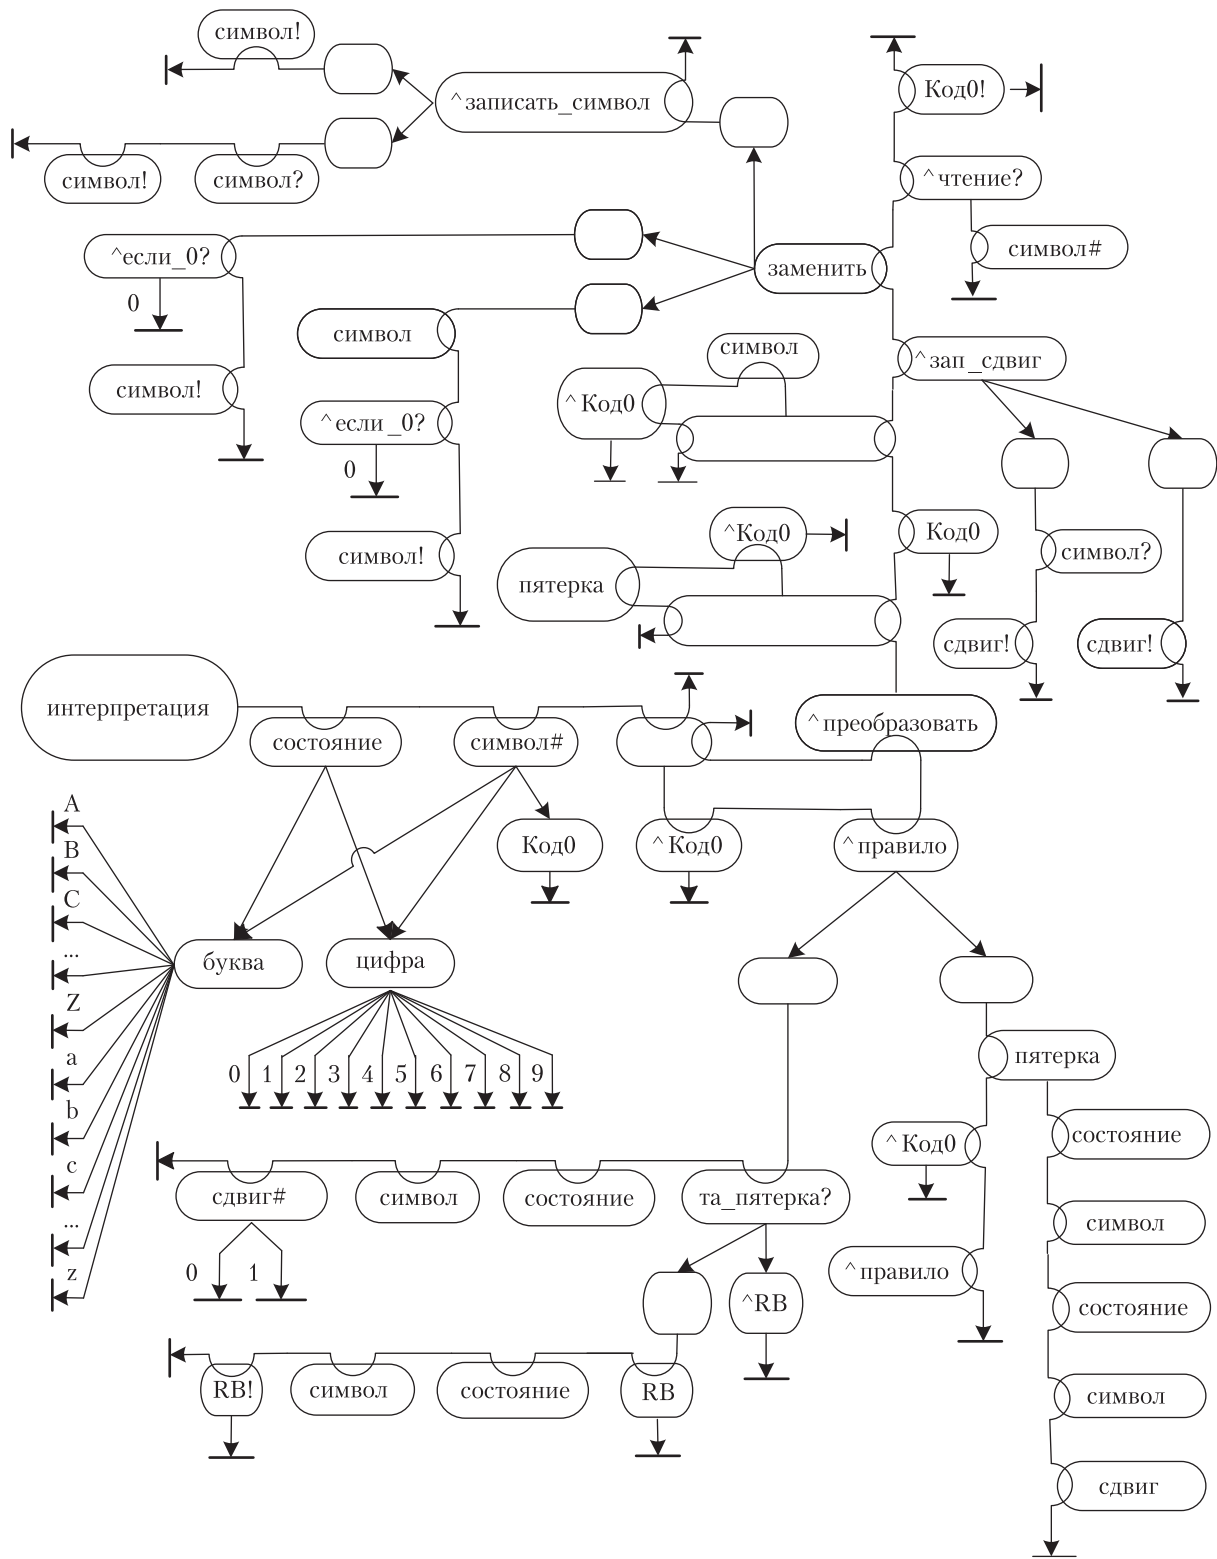 символ!
^записать_символ
Код0!
символ!
символ?
^чтение?
символ#
^если_0?
0
заменить
символ
символ
^зап_сдвиг
символ!
^Код0
^если_0?
0
^Код0
Код0
символ?
символ!
пятерка
сдвиг!
сдвиг!
интерпретация
состояние
символ#
^преобразовать
Код0
^Код0
^правило
A
B
C
...
Z
a
b
c
...
z
буква
цифра
0
1
2
3
4
5
6
7
8
9
пятерка
^Код0
состояние
сдвиг#
символ
состояние
та_пятерка?
символ
0
1
^правило
^RB
состояние
RB!
символ
состояние
RB
символ
сдвиг